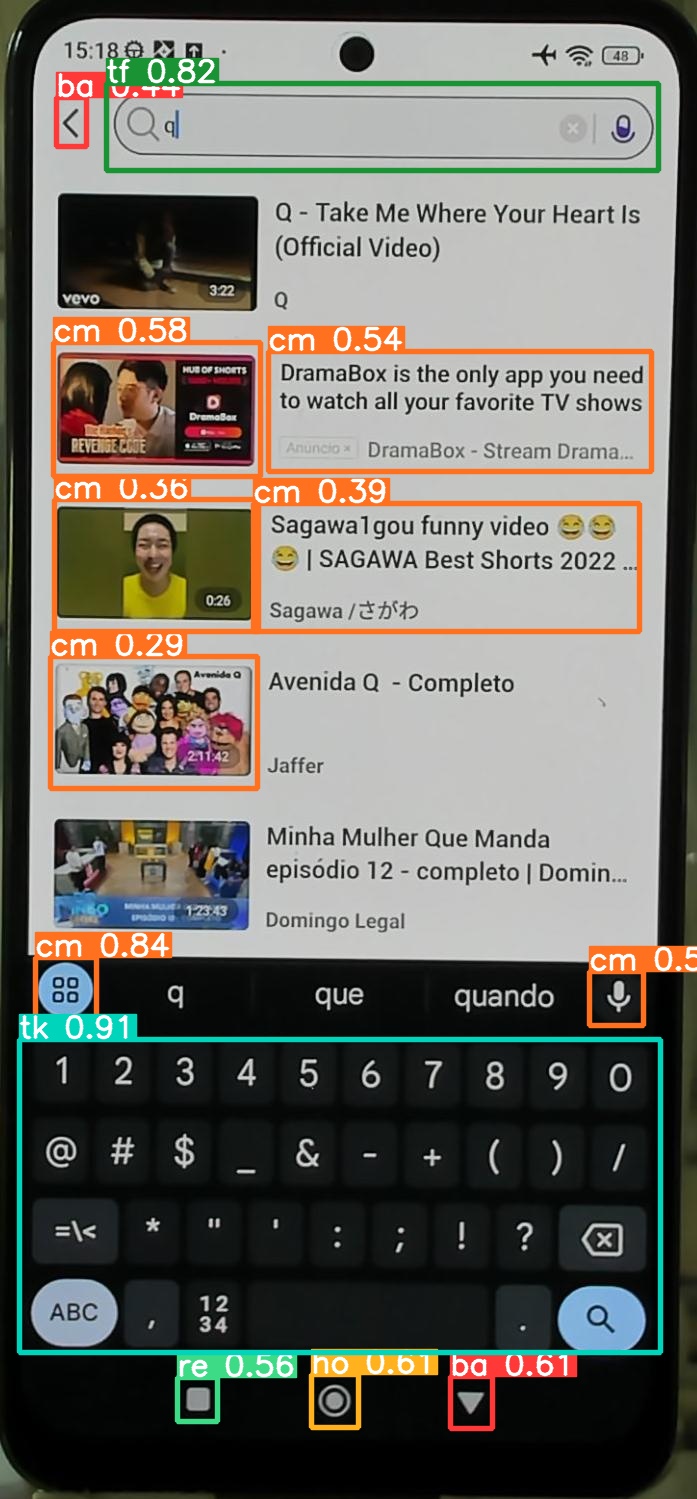 15:18
48
tf 0.82
ba 0.44
q
Q - Take Me Where Your Heart Is
(Official Video)
3:22
vevo
Q
cm 0.58
cm 0.54
HUB OF SHORTS
DramaBox
REVENGE CODE
DramaBox is the only app you need
to watch all your favorite TV shows
Anúncio ×
DramaBox - Stream Drama...
cm 0.36
cm 0.39
Sagawa1gou funny video 😂😂
😂 | SAGAWA Best Shorts 2022 ...
0:26
Sagawa /さがわ
cm 0.29
Avenida Q
2:11:42
Avenida Q - Completo
Jaffer
Minha Mulher Que Manda
episódio 12 - completo | Domin...
1:23:43
Domingo Legal
cm 0.84
cm 0.5
q que quando
tk 0.91
1 2 3 4 5 6 7 8 9 0
@ # $ _ & - + ( ) /
=\< * " ' : ; ! ?
ABC , 12 .
34
re 0.56
ho 0.61
ba 0.61